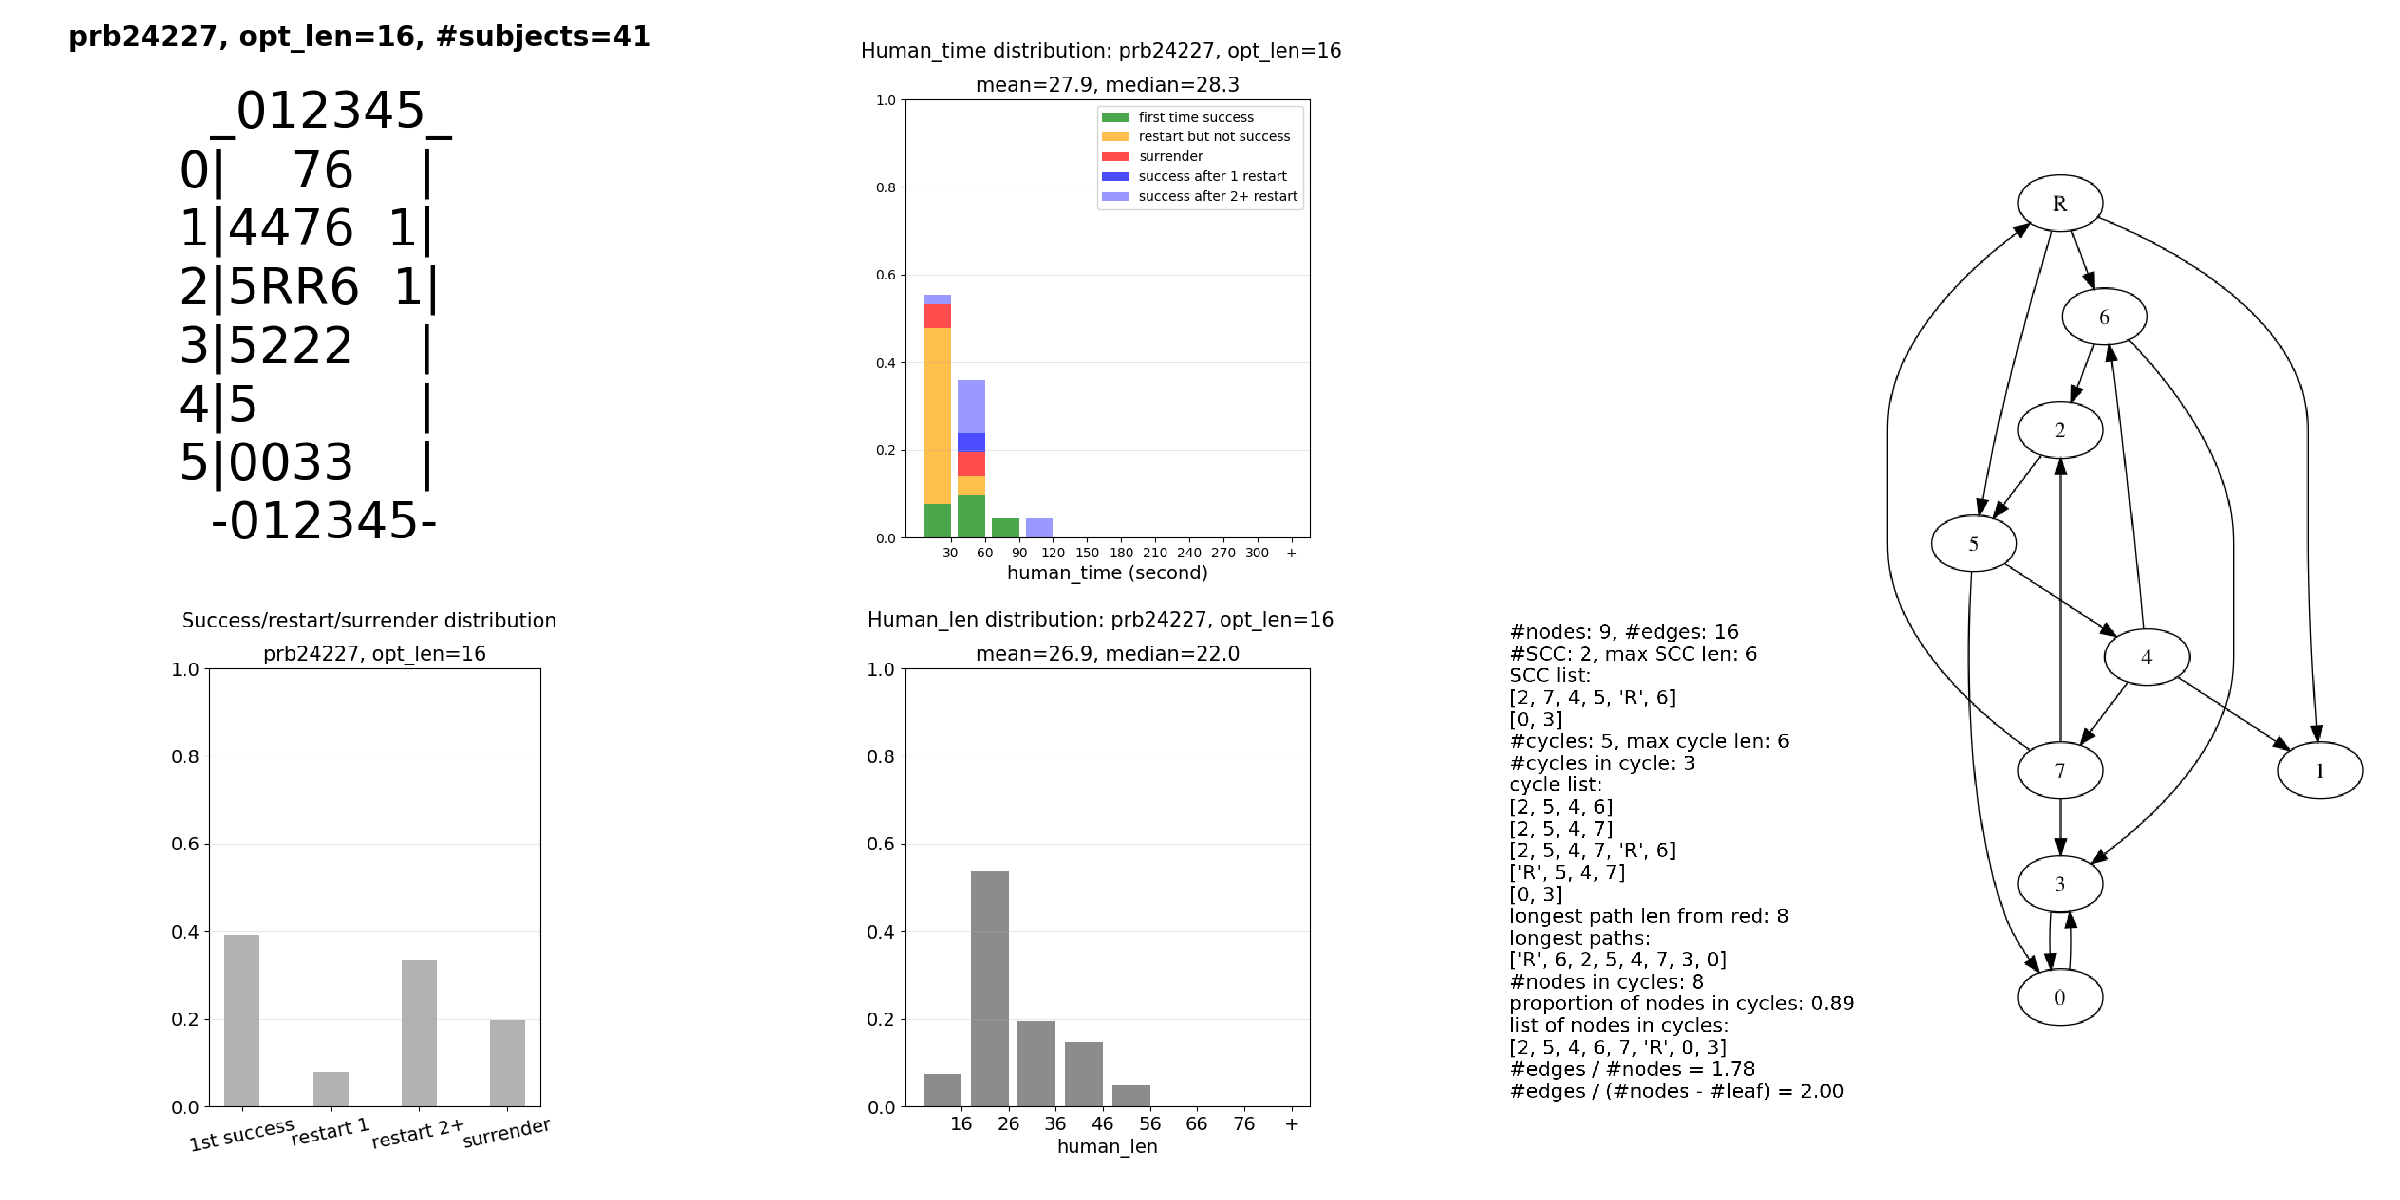 prb24227, opt_len=16, #subjects=41
_012345_
0|  76  |
1|4476 1|
2|5RR6 1|
3|5222  |
4|5     |
5|0033  |
-012345-
Human_time distribution: prb24227, opt_len=16
mean=27.9, median=28.3
1.0
0.8
0.6
0.4
0.2
0.0
first time success
restart but not success
surrender
success after 1 restart
success after 2+ restart
30 60 90 120 150 180 210 240 270 300 +
human_time (second)
Success/restart/surrender distribution
prb24227, opt_len=16
1.0
0.8
0.6
0.4
0.2
0.0
1st success restart 1 restart 2+ surrender
Human_len distribution: prb24227, opt_len=16
mean=26.9, median=22.0
1.0
0.8
0.6
0.4
0.2
0.0
16 26 36 46 56 66 76 +
human_len
#nodes: 9, #edges: 16
#SCC: 2, max SCC len: 6
SCC list:
[2, 7, 4, 5, 'R', 6]
[0, 3]
#cycles: 5, max cycle len: 6
#cycles in cycle: 3
cycle list:
[2, 5, 4, 6]
[2, 5, 4, 7]
[2, 5, 4, 7, 'R', 6]
['R', 5, 4, 7]
[0, 3]
longest path len from red: 8
longest paths:
['R', 6, 2, 5, 4, 7, 3, 0]
#nodes in cycles: 8
proportion of nodes in cycles: 0.89
list of nodes in cycles:
[2, 5, 4, 6, 7, 'R', 0, 3]
#edges / #nodes = 1.78
#edges / (#nodes - #leaf) = 2.00
R
6
2
5
4
7
1
3
0